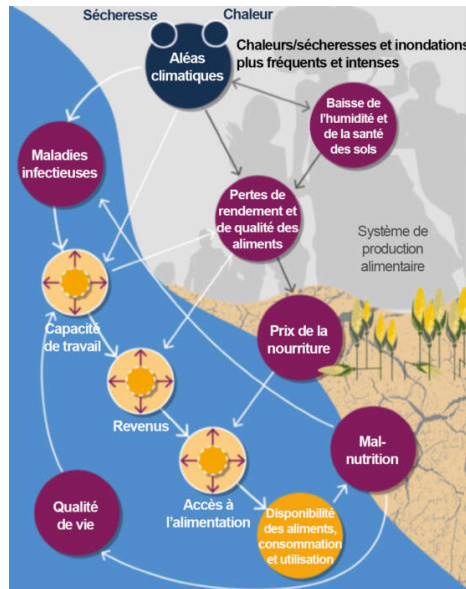 Sécheresse
Chaleur
Aléas
climatiques
Chaleurs/sécheresses et inondations
plus fréquents et intenses
Baisse de
l'humidité et
de la santé
des sols
Maladies
infectieuses
Pertes de
rendement et
de qualité des
aliments
Système de
production
alimentaire
Capacité
de travail
Prix de la
nourriture
Revenus
Accès à
l'alimentation
Mal-
nutrition
Qualité
de vie
Disponibilité
des aliments,
consommation
et utilisation